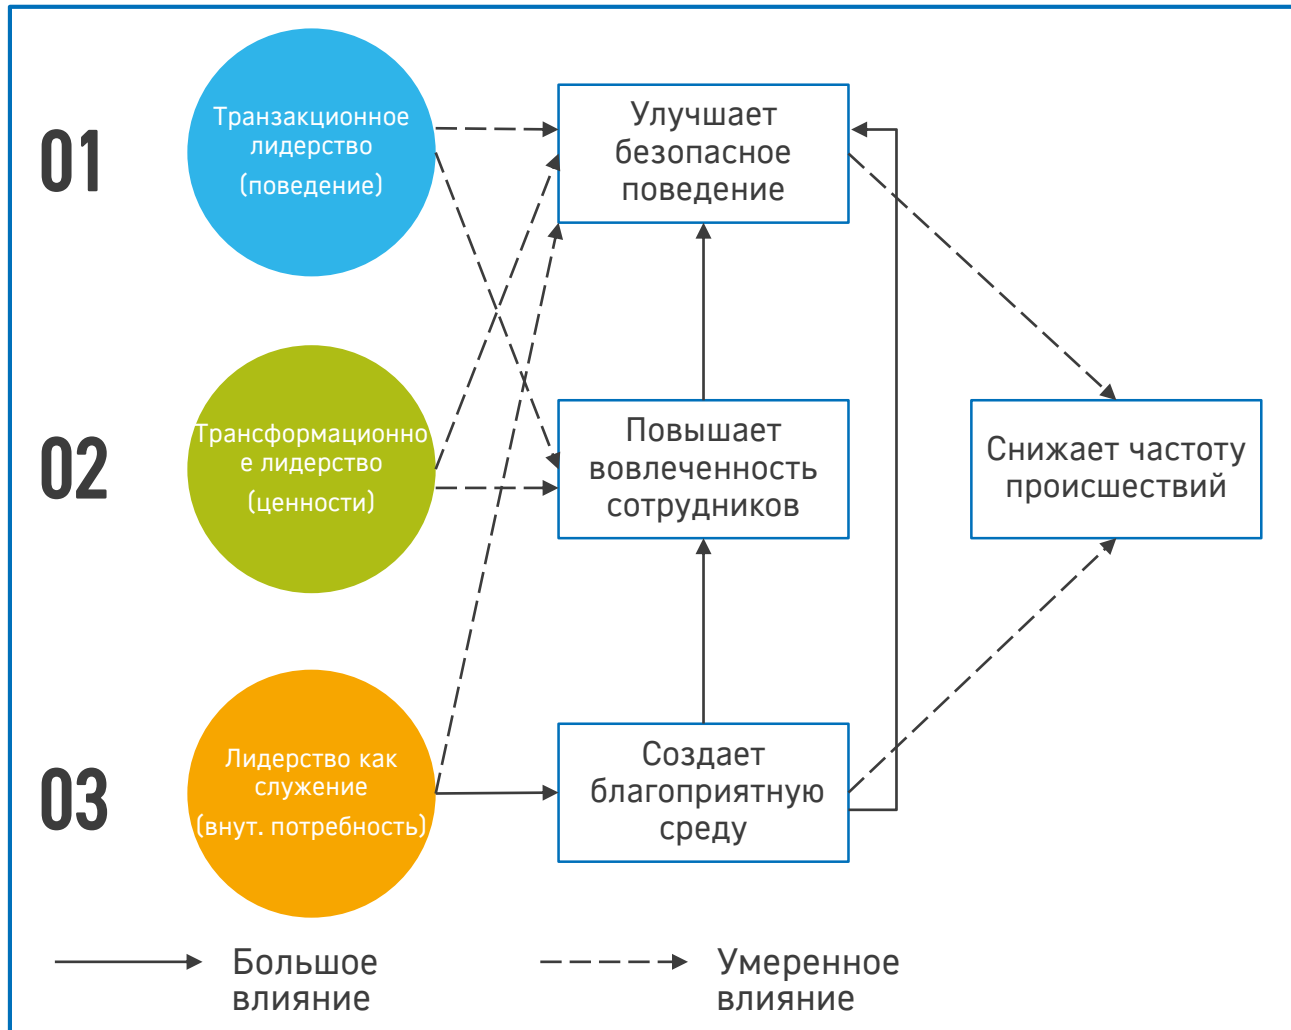 01
Транзакционное
лидерство
(поведение)
Улучшает
безопасное
поведение
02
Трансформационно
е лидерство
(ценности)
Повышает
вовлеченность
сотрудников
Снижает частоту
происшествий
03
Лидерство как
служение
(внут. потребность)
Создает
благоприятную
среду
Большое
влияние
Умеренное
влияние